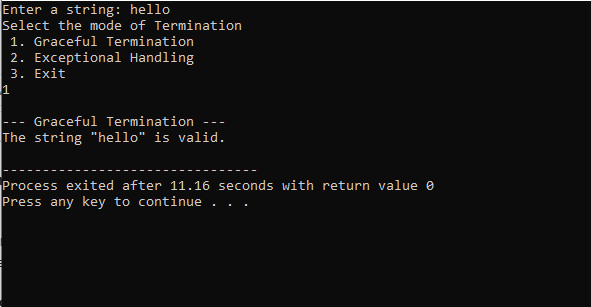 Enter a string: hello
Select the mode of Termination
 1. Graceful Termination
 2. Exceptional Handling
 3. Exit
1
--- Graceful Termination ---
The string "hello" is valid.
--------------------------------
Process exited after 11.16 seconds with return value 0
Press any key to continue . . .